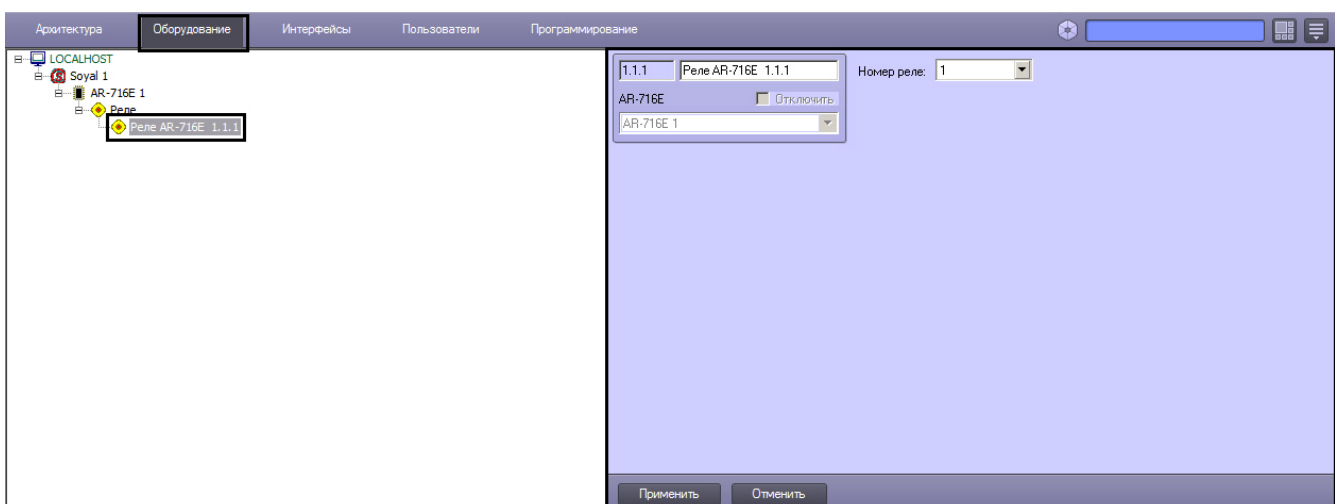 Архитектура Оборудование Интерфейсы Пользователи Программирование
LOCALHOST
Soyal 1
AR-716E 1
Реле
Реле AR-716E 1.1.1
1.1.1 Реле AR-716E 1.1.1 Номер реле: 1
AR-716E Отключить
AR-716E 1
Применить Отменить